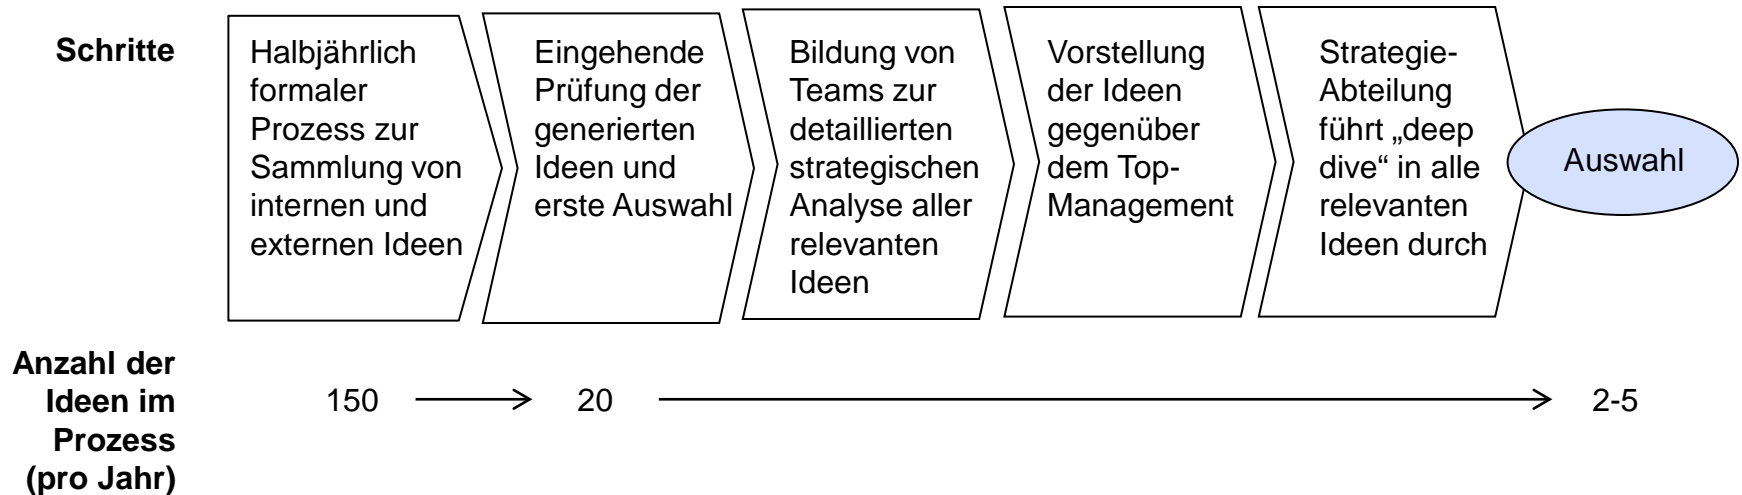 Schritte
Halbjährlich
formaler
Prozess zur
Sammlung von
internen und
externen Ideen
Eingehende
Prüfung der
generierten
Ideen und
erste Auswahl
Bildung von
Teams zur
detaillierten
strategischen
Analyse aller
relevanten
Ideen
Vorstellung
der Ideen
gegenüber
dem Top-
Management
Strategie-
Abteilung
führt „deep
dive“ in alle
relevanten
Ideen durch
Auswahl
Anzahl der
Ideen im
Prozess
(pro Jahr)
150
20
2-5